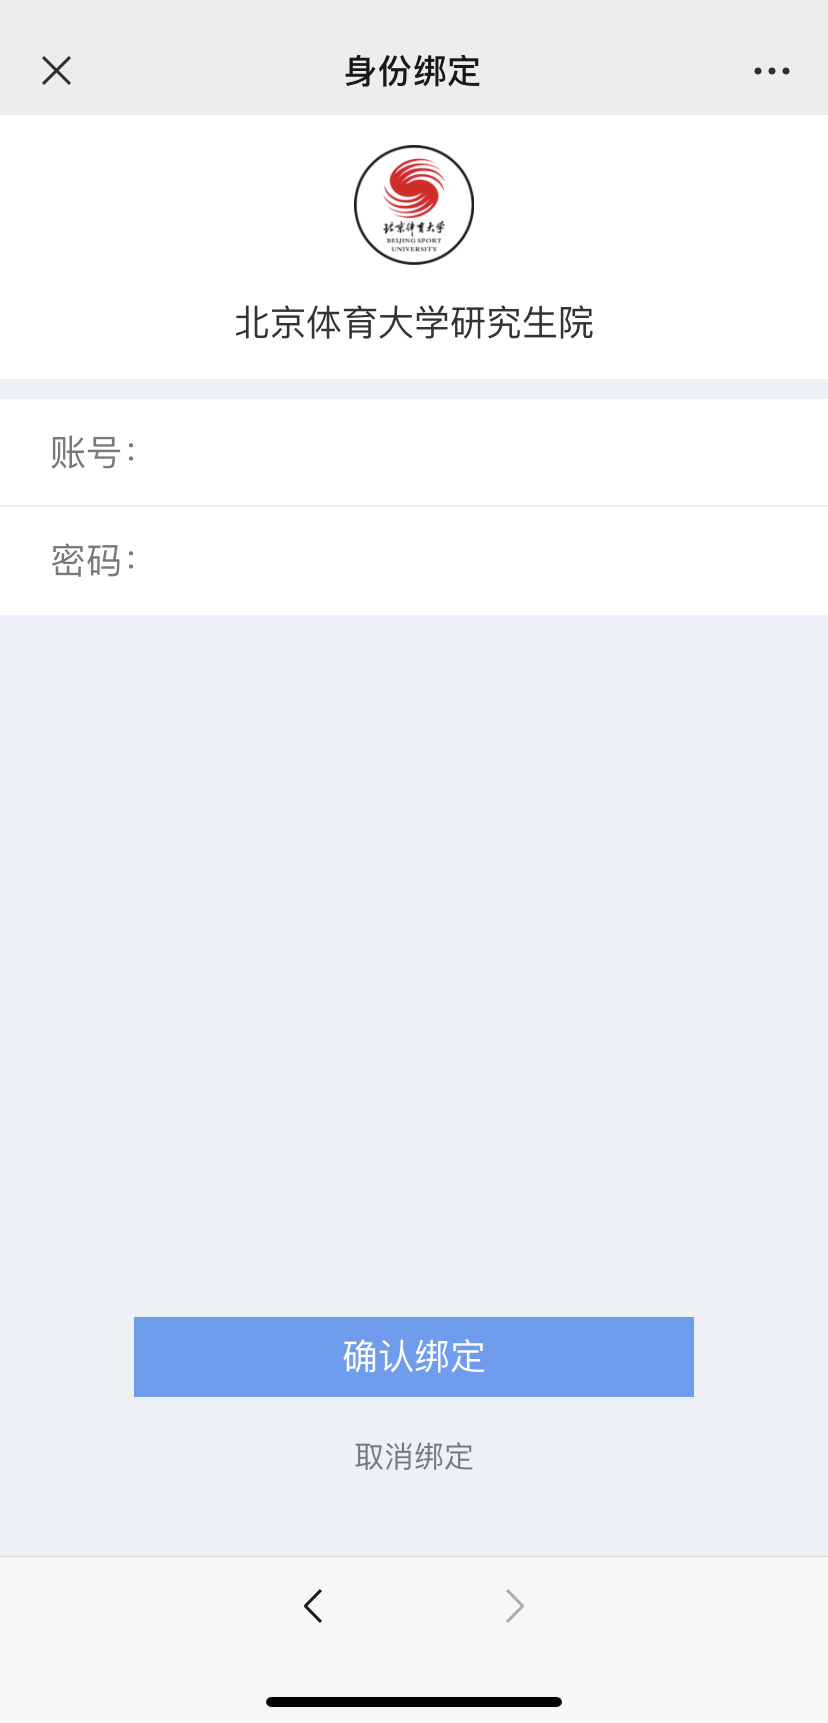 身份绑定
北京体育大学
BEIJING SPORT
UNIVERSITY
北京体育大学研究生院
账号：
密码：
确认绑定
取消绑定